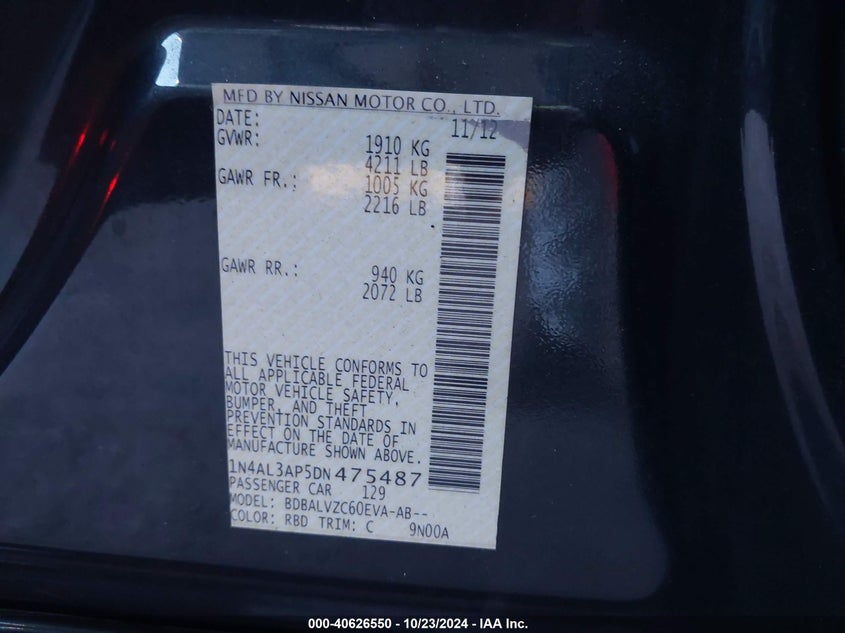 MFD BY NISSAN MOTOR CO., LTD.
DATE: 11/12
GVWR: 1910 KG
4211 LB
GAWR FR.: 1005 KG
2216 LB
GAWR RR.: 940 KG
2072 LB
THIS VEHICLE CONFORMS TO
ALL APPLICABLE FEDERAL
MOTOR VEHICLE SAFETY,
BUMPER, AND THEFT
PREVENTION STANDARDS IN
EFFECT ON THE DATE OF
MANUFACTURE SHOWN ABOVE.
1N4AL3AP5DN475487
PASSENGER CAR 129
MODEL: BDBALVZC60EVA-AB--
COLOR: RBD TRIM: C 9N00A
000-40626550 - 10/23/2024 - IAA Inc.